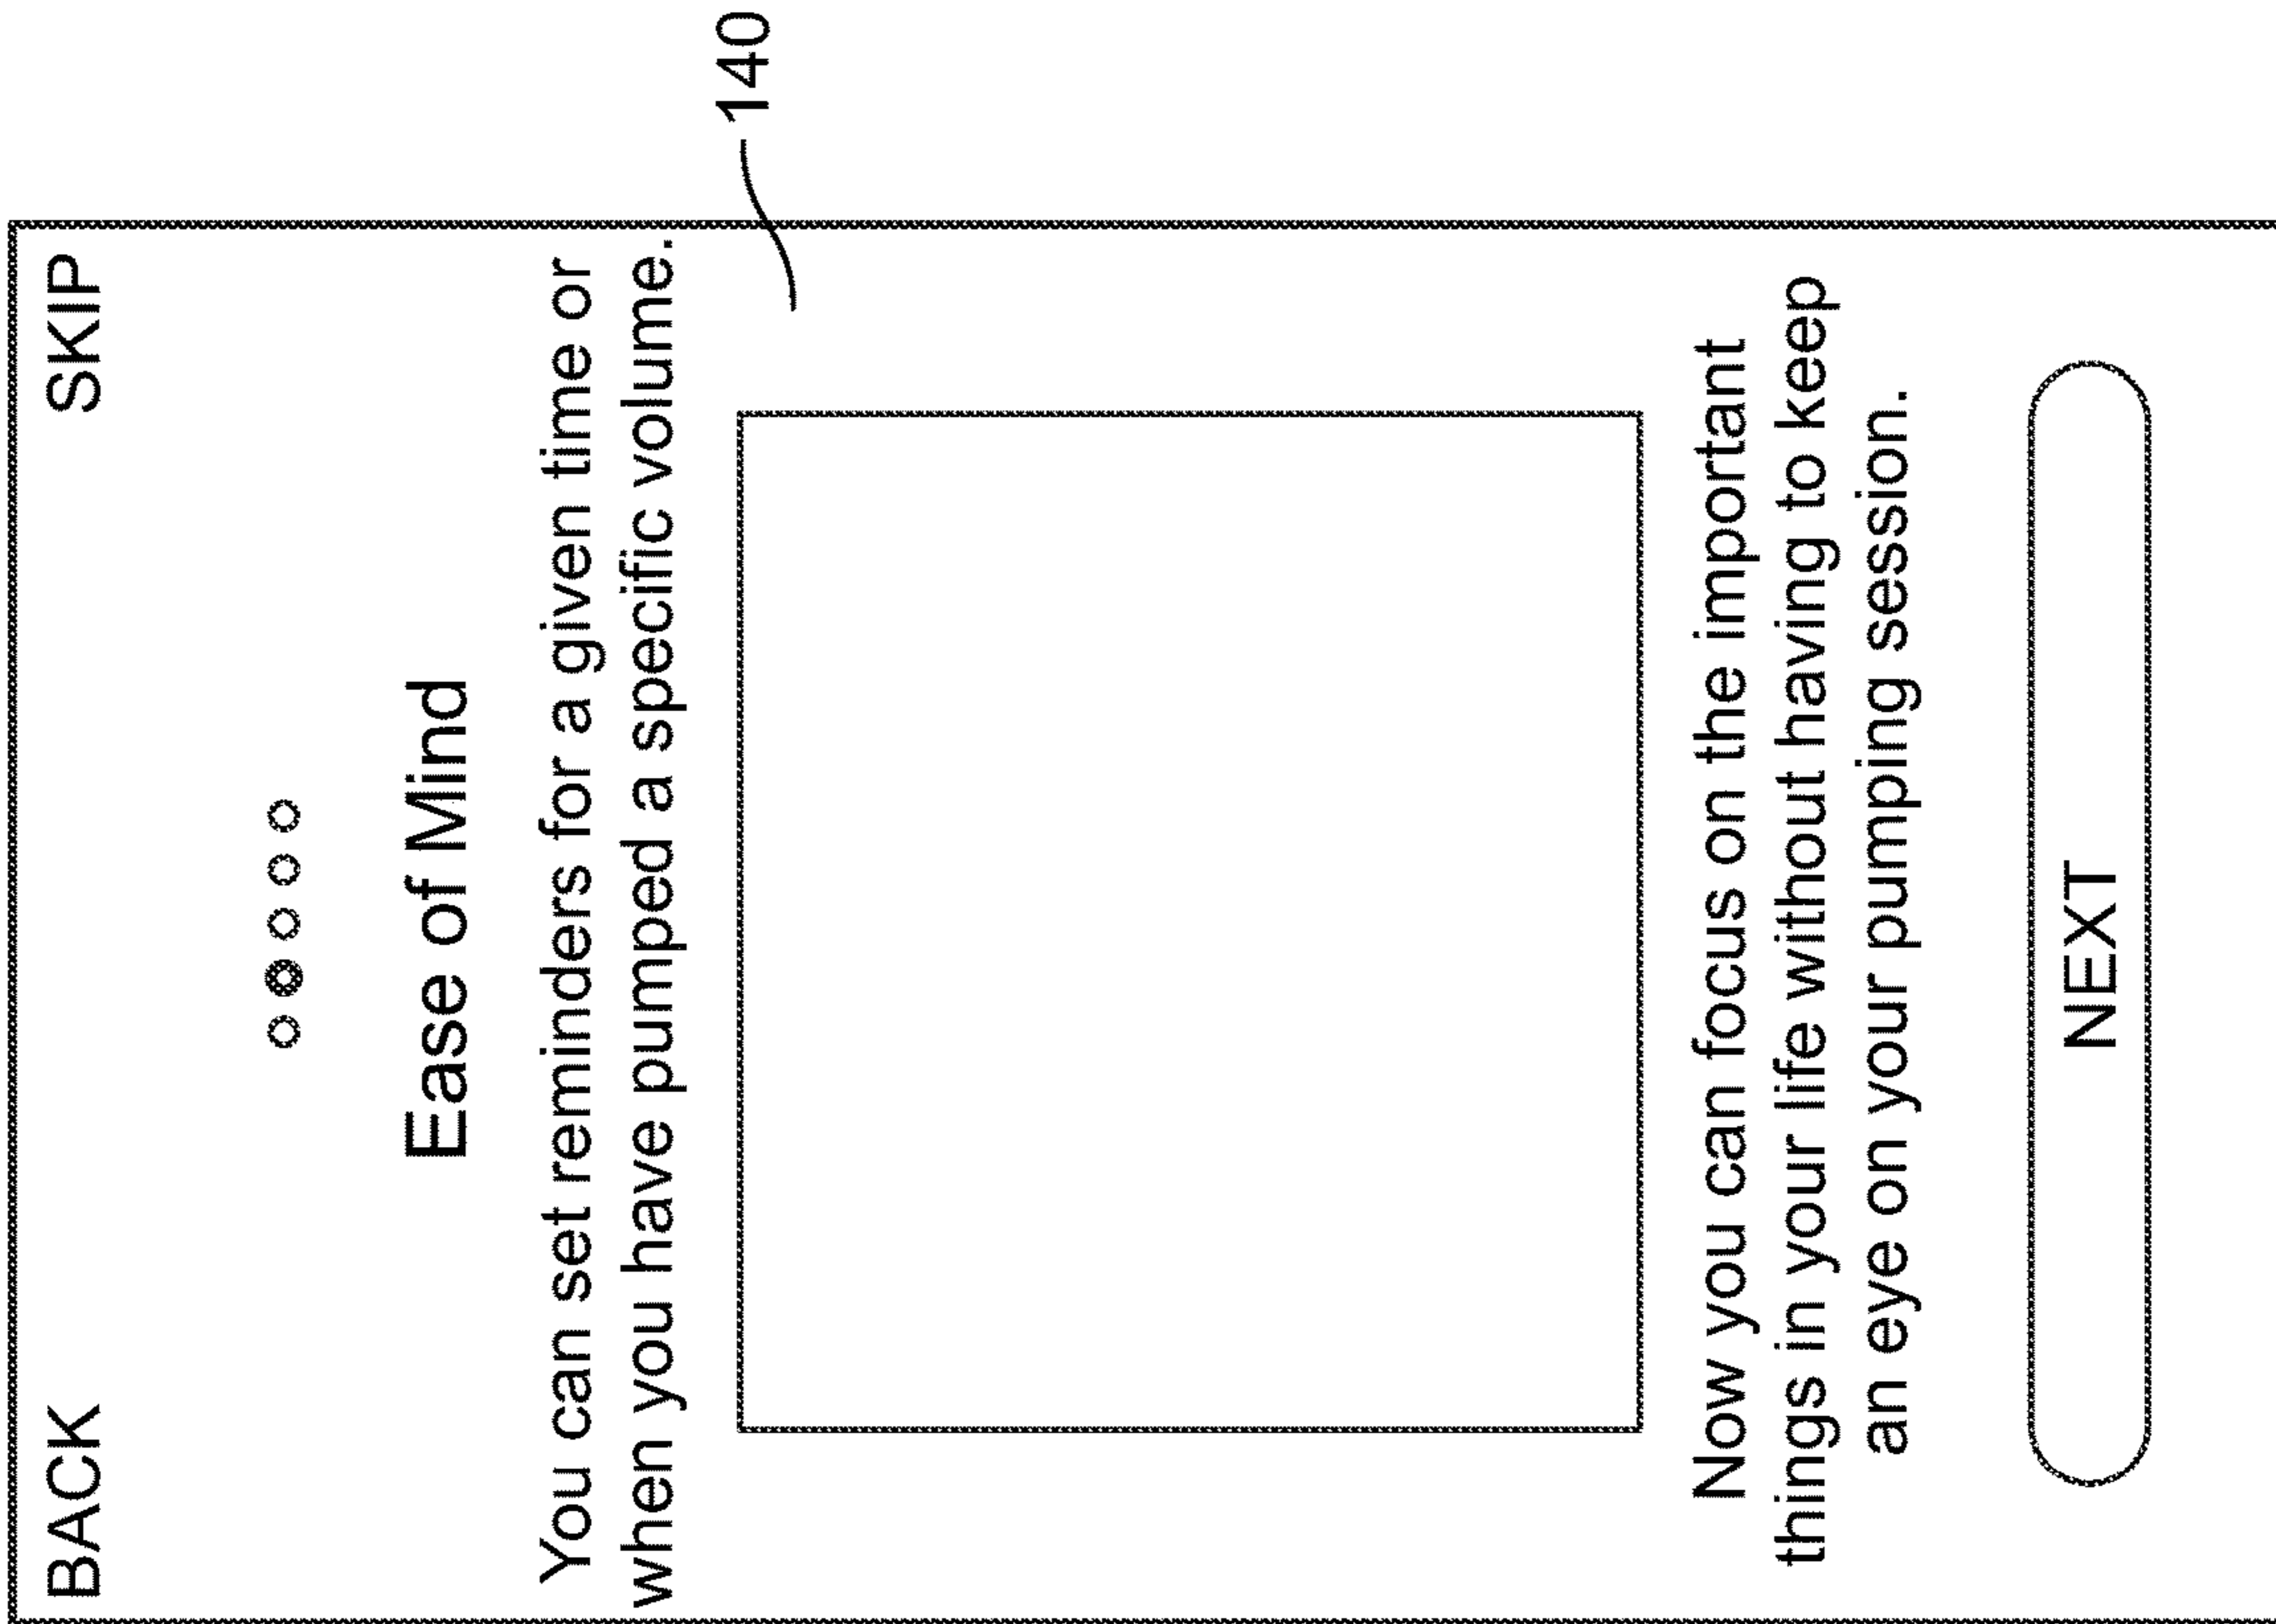 BACK
SKIP
Ease of Mind
You can set reminders for a given time or
when you have pumped a specific volume.
140
Now you can focus on the important
things in your life without having to keep
an eye on your pumping session.
NEXT